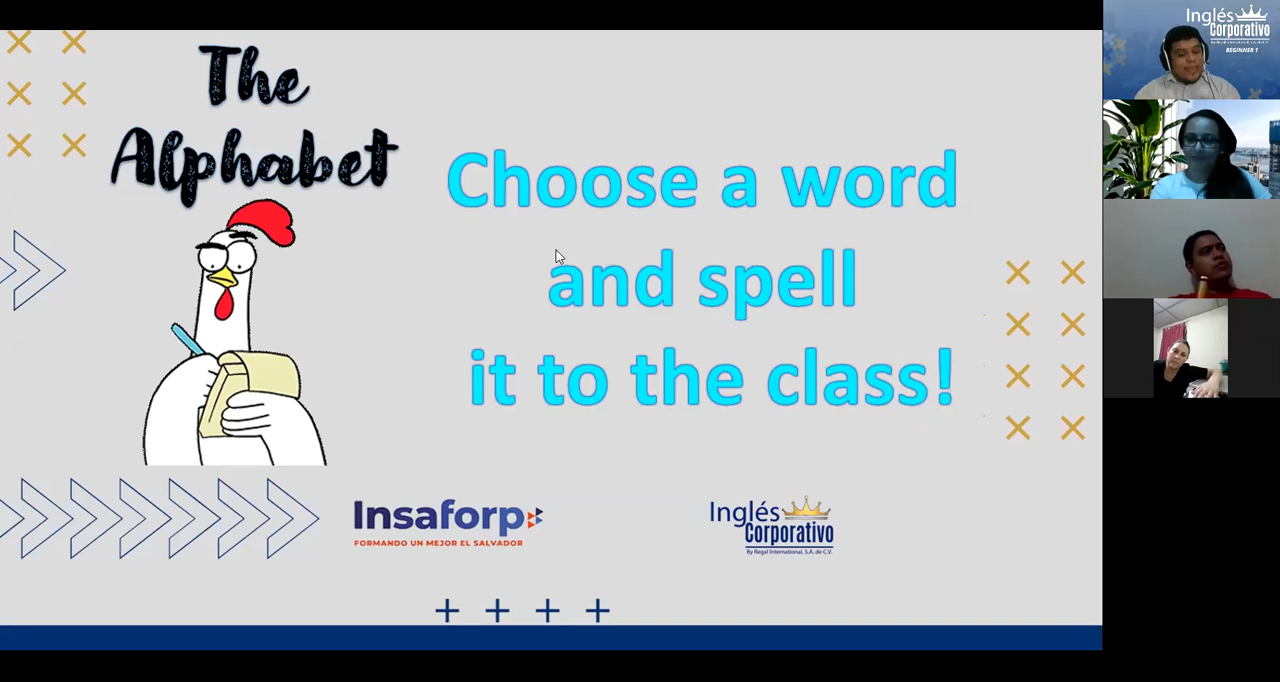 The
Alphabet
Choose a word
and spell
it to the class!
Insaforp
FORMANDO UN MEJOR EL SALVADOR
Inglés
Corporativo
By Regal International, S.A. de C.V.
Inglés
Corporativo
BEGINNER 1